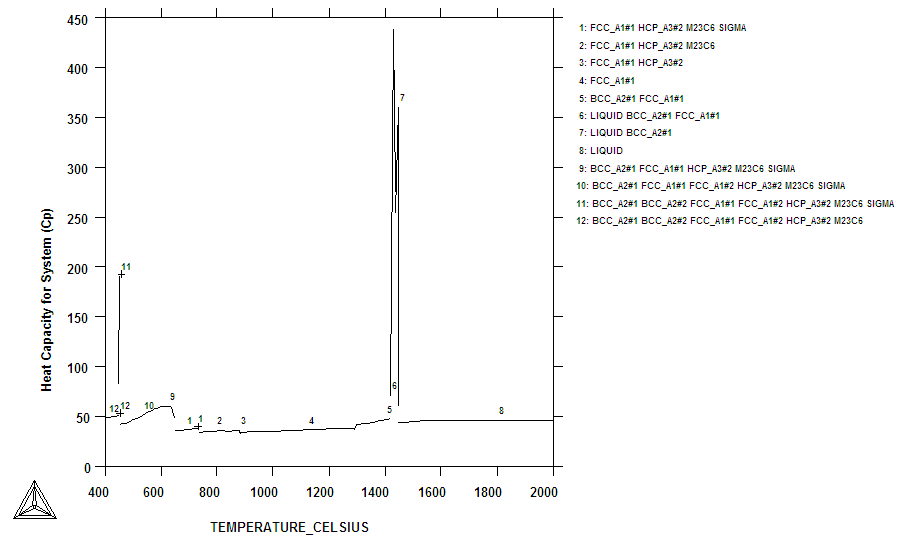 450
400
350
300
250
200
150
100
50
0
Heat Capacity for System (Cp)
400 600 800 1000 1200 1400 1600 1800 2000
TEMPERATURE_CELSIUS
11
12 12 10 9
1 1 2 3 4 5 6 7 8
1: FCC_A1#1 HCP_A3#2 M23C6 SIGMA
2: FCC_A1#1 HCP_A3#2 M23C6
3: FCC_A1#1 HCP_A3#2
4: FCC_A1#1
5: BCC_A2#1 FCC_A1#1
6: LIQUID BCC_A2#1 FCC_A1#1
7: LIQUID BCC_A2#1
8: LIQUID
9: BCC_A2#1 FCC_A1#1 HCP_A3#2 M23C6 SIGMA
10: BCC_A2#1 FCC_A1#1 FCC_A1#2 HCP_A3#2 M23C6 SIGMA
11: BCC_A2#1 BCC_A2#2 FCC_A1#1 FCC_A1#2 HCP_A3#2 M23C6 SIGMA
12: BCC_A2#1 BCC_A2#2 FCC_A1#1 FCC_A1#2 HCP_A3#2 M23C6